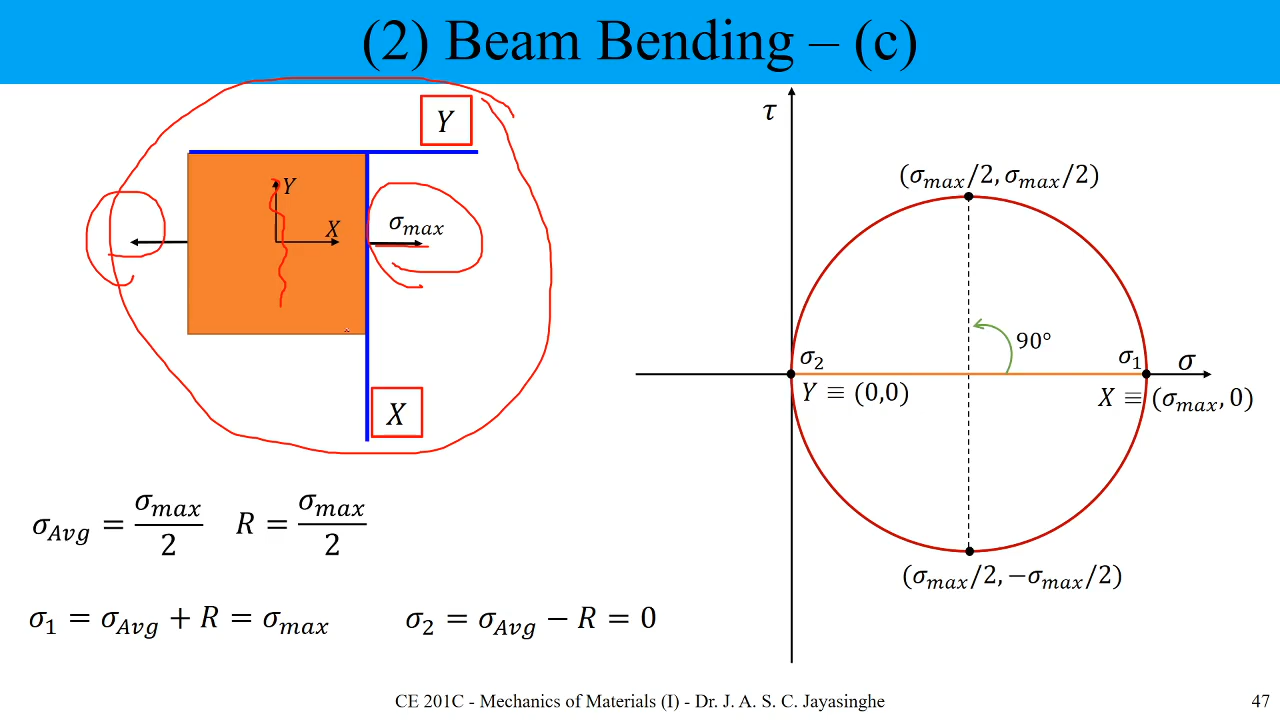 (2) Beam Bending – (c)
Y
Y
X
σ_max
X
τ
(σ_max/2, σ_max/2)
90°
σ_2
σ_1
σ
Y ≡ (0,0)
X ≡ (σ_max, 0)
(σ_max/2, −σ_max/2)
σ_Avg = σ_max/2 R = σ_max/2
σ_1 = σ_Avg + R = σ_max σ_2 = σ_Avg − R = 0
CE 201C - Mechanics of Materials (I) - Dr. J. A. S. C. Jayasinghe
47